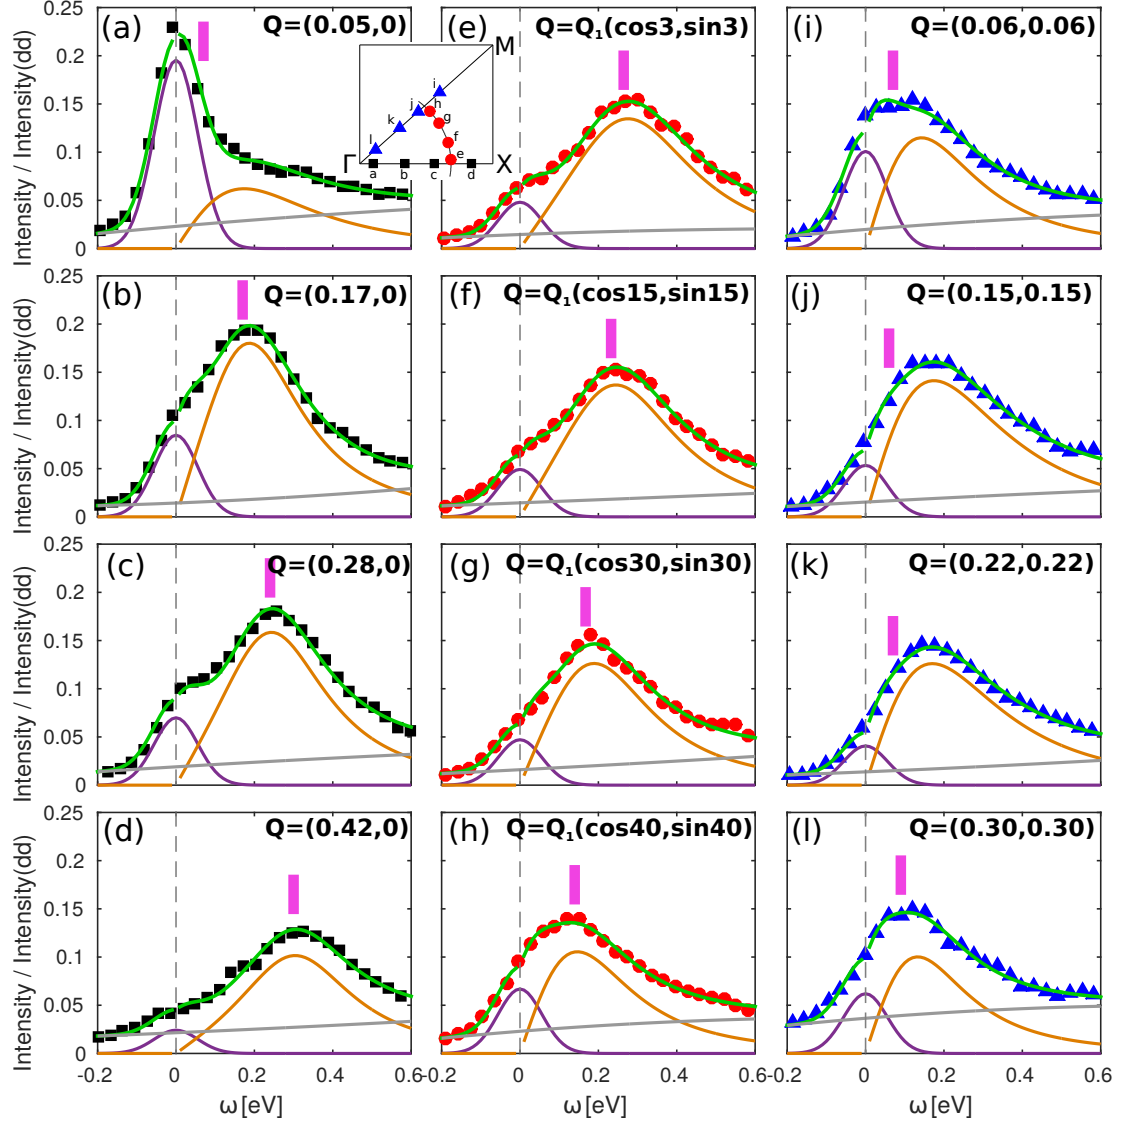 (a) Q=(0.05,0)
(e) Q=Q₁(cos3,sin3)
(i) Q=(0.06,0.06)
Intensity / Intensity(dd)
0.25
0.2
0.15
0.1
0.05
0
M
Γ
X
i
j
h
k
g
f
l
e
a b c d
(b) Q=(0.17,0)
(f) Q=Q₁(cos15,sin15)
(j) Q=(0.15,0.15)
Intensity / Intensity(dd)
0.25
0.2
0.15
0.1
0.05
0
(c) Q=(0.28,0)
(g) Q=Q₁(cos30,sin30)
(k) Q=(0.22,0.22)
Intensity / Intensity(dd)
0.25
0.2
0.15
0.1
0.05
0
(d) Q=(0.42,0)
(h) Q=Q₁(cos40,sin40)
(l) Q=(0.30,0.30)
Intensity / Intensity(dd)
0.25
0.2
0.15
0.1
0.05
0
-0.2 0 0.2 0.4 0.6
-0.2 0 0.2 0.4 0.6
-0.2 0 0.2 0.4 0.6
ω[eV]
ω[eV]
ω[eV]